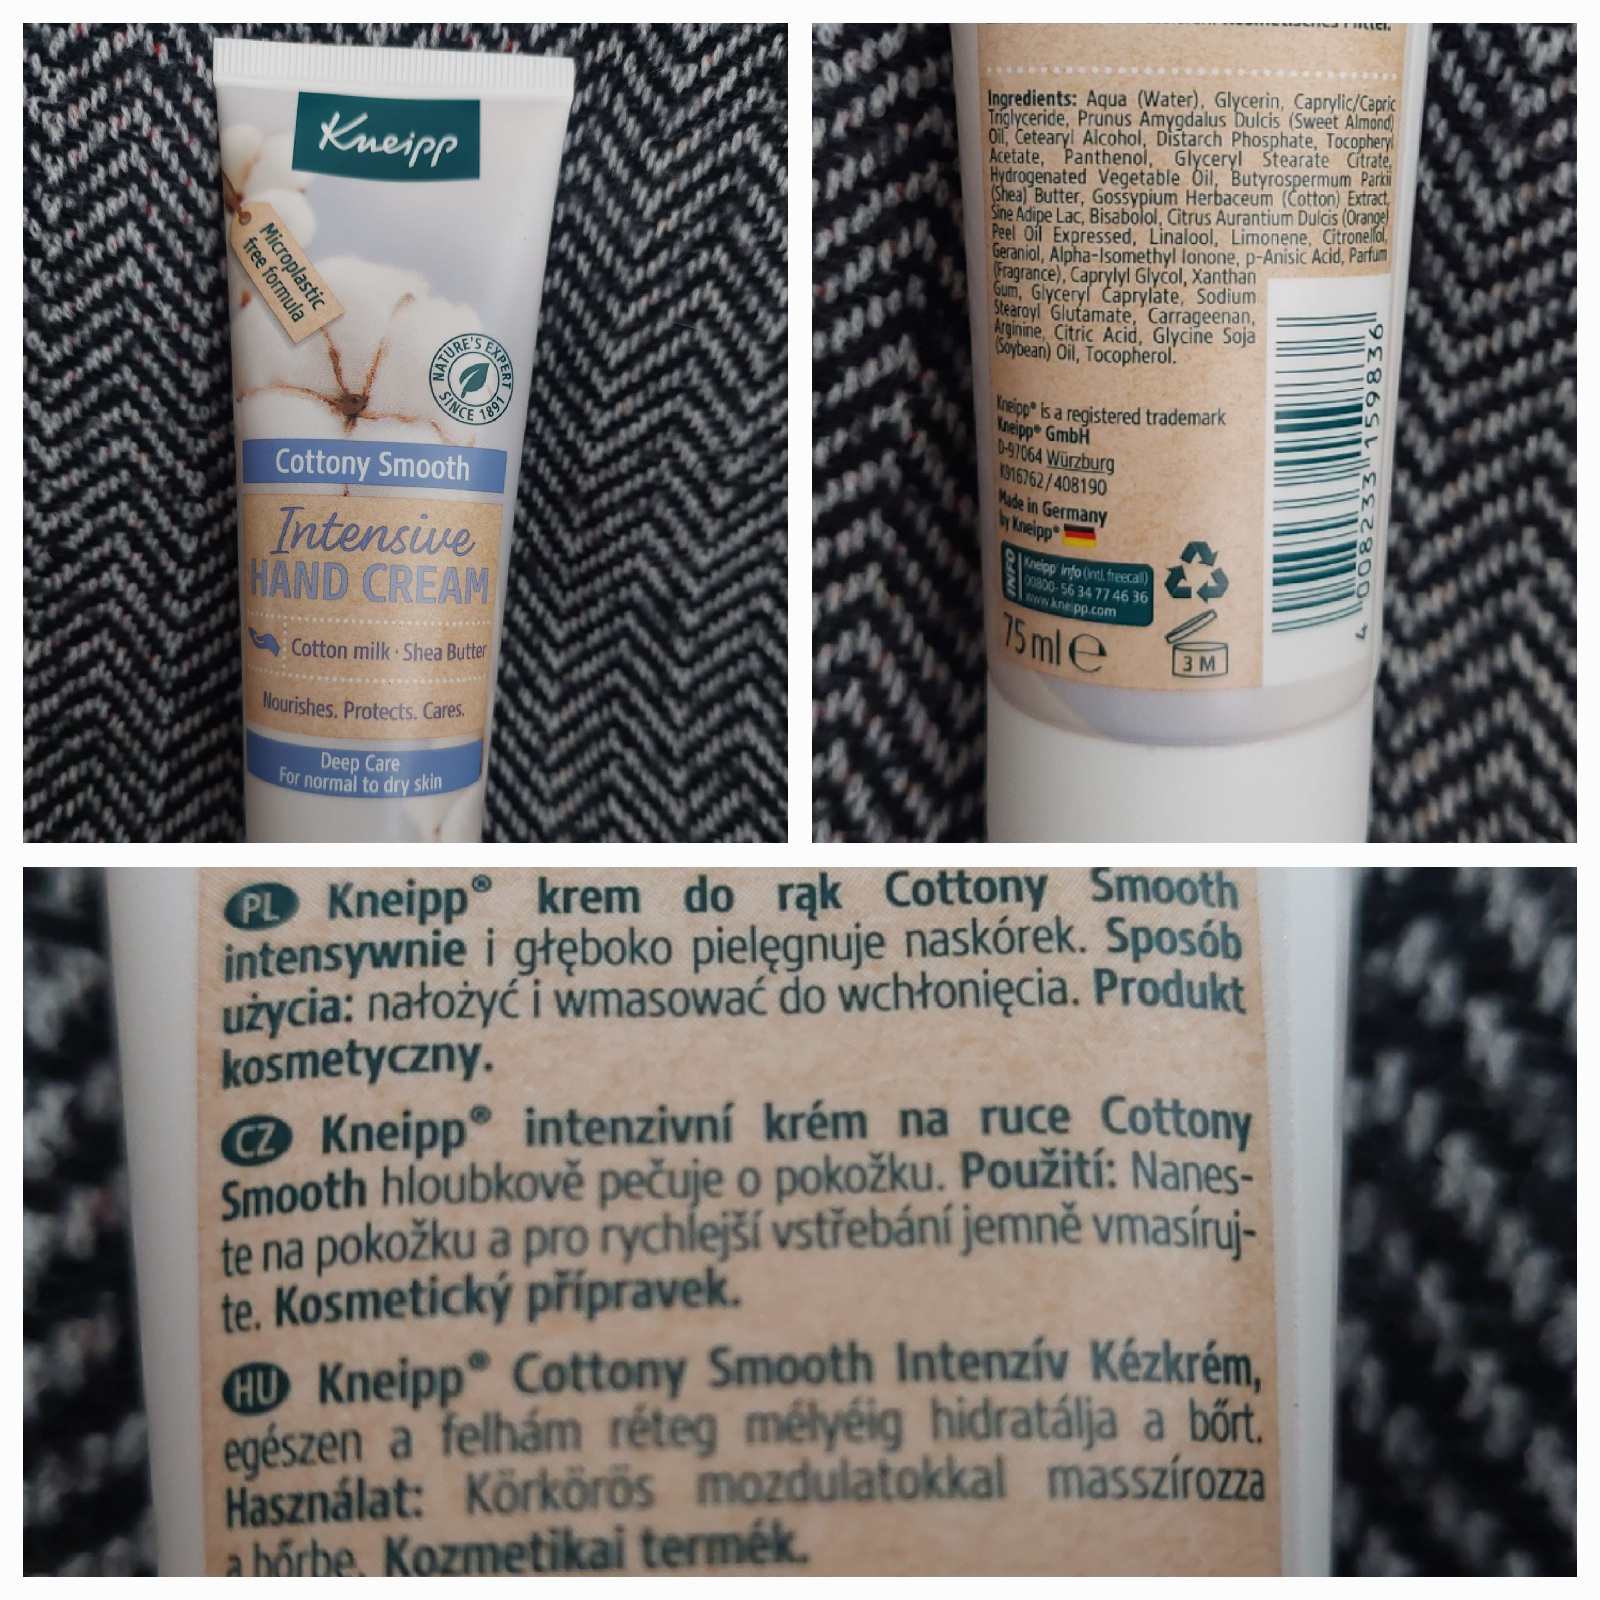 Kneipp
Microplastic
free formula
NATURE'S EXPERT
SINCE 1891
Cottony Smooth
Intensive
HAND CREAM
Cotton milk · Shea Butter
Nourishes. Protects. Cares.
Deep Care
For normal to dry skin
Ingredients: Aqua (Water), Glycerin, Caprylic/Capric
Triglyceride, Prunus Amygdalus Dulcis (Sweet Almond)
Oil, Cetearyl Alcohol, Distarch Phosphate, Tocopheryl
Acetate, Panthenol, Glyceryl Stearate Citrate,
Hydrogenated Vegetable Oil, Butyrospermum Parkii
(Shea) Butter, Gossypium Herbaceum (Cotton) Extract,
Sine Adipe Lac, Bisabolol, Citrus Aurantium Dulcis (Orange)
Peel Oil Expressed, Linalool, Limonene, Citronellol,
Geraniol, Alpha-Isomethyl Ionone, p-Anisic Acid, Parfum
(Fragrance), Caprylyl Glycol, Xanthan
Gum, Glyceryl Caprylate, Sodium
Stearoyl Glutamate, Carrageenan,
Arginine, Citric Acid, Glycine Soja
(Soybean) Oil, Tocopherol.
Kneipp® is a registered trademark
Kneipp® GmbH
D-97064 Würzburg
K916762/408190
Made in Germany
by Kneipp®
INFO
Kneipp® info (intl. freecall)
00800- 56 34 77 46 36
www.kneipp.com
75 ml ℮
3 M
4 008233 159836
PL Kneipp® krem do rąk Cottony Smooth
intensywnie i głęboko pielęgnuje naskórek. Sposób
użycia: nałożyć i wmasować do wchłonięcia. Produkt
kosmetyczny.
CZ Kneipp® intenzivní krém na ruce Cottony
Smooth hloubkově pečuje o pokožku. Použití: Nanes-
te na pokožku a pro rychlejší vstřebání jemně vmasíruj-
te. Kosmetický přípravek.
HU Kneipp® Cottony Smooth Intenzív Kézkrém,
egészen a felhám réteg mélyéig hidratálja a bőrt.
Használat: Körkörös mozdulatokkal masszírozza
a bőrbe. Kozmetikai termék.